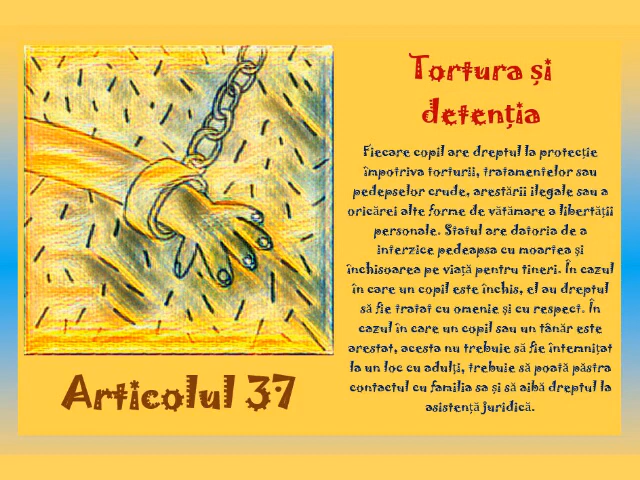 Tortura și
detenția
Fiecare copil are dreptul la protecție
împotriva torturii, tratamentelor sau
pedepselor crude, arestării ilegale sau a
oricărei alte forme de vătămare a libertății
personale. Statul are datoria de a
interzice pedeapsa cu moartea și
închisoarea pe viață pentru tineri. În cazul
în care un copil este închis, el au dreptul
să fie tratat cu omenie și cu respect. În
cazul în care un copil sau un tânăr este
arestat, acesta nu trebuie să fie întemnițat
la un loc cu adulți, trebuie să poată păstra
contactul cu familia sa și să aibă dreptul la
asistență juridică.
Articolul 37